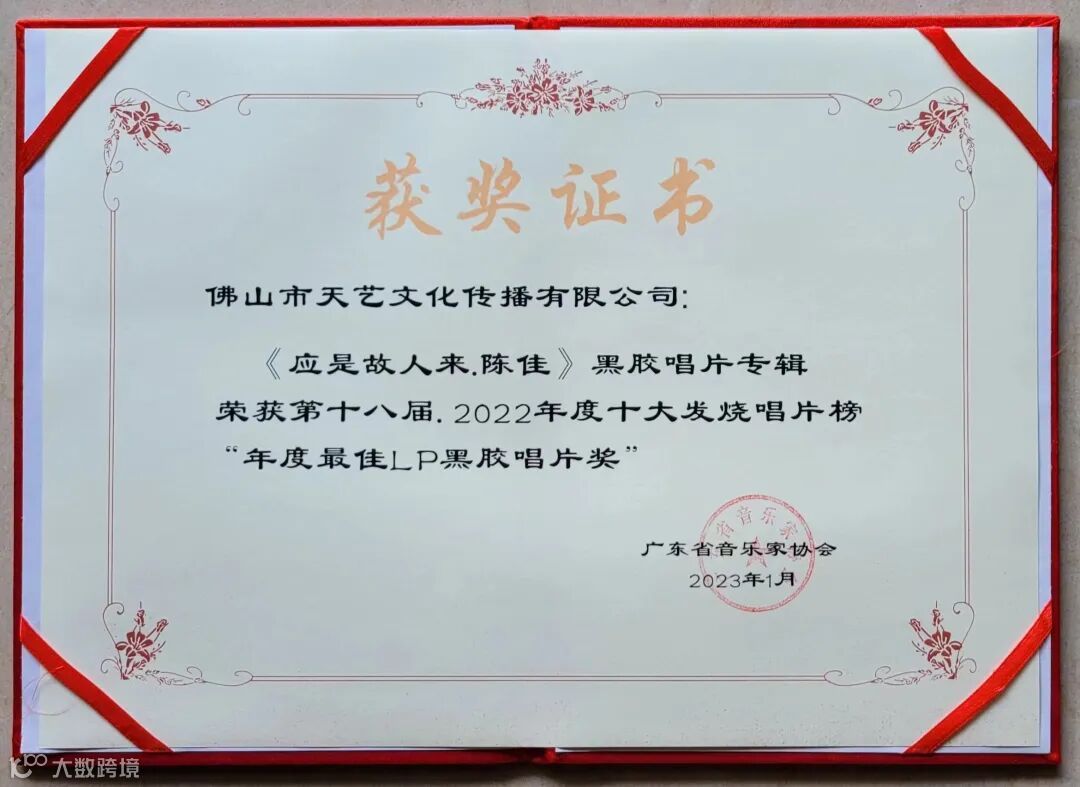 获奖证书
佛山市天艺文化传播有限公司:
《应是故人来.陈佳》黑胶唱片专辑
荣获第十八届.2022年度十大发烧唱片榜
“年度最佳LP黑胶唱片奖”
省音乐家
广东省音乐家协会
2023年1月
大数跨境